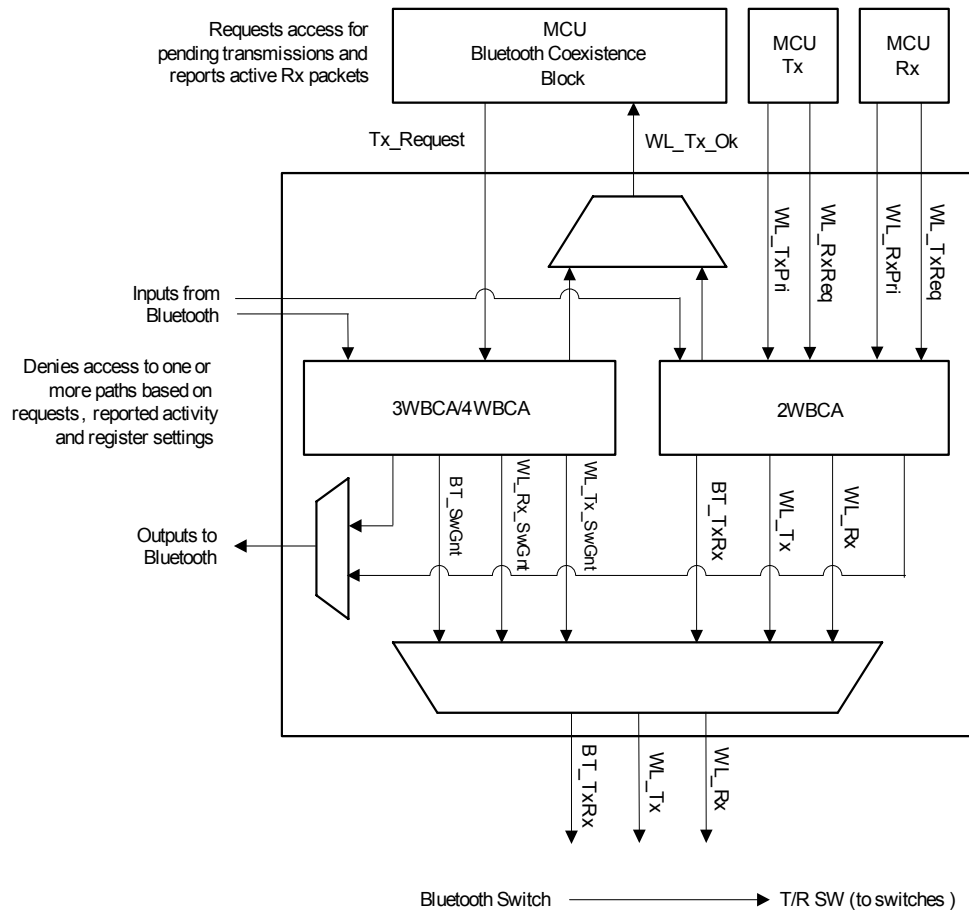 Requests access for
pending transmissions and
reports active Rx packets
MCU
Bluetooth Coexistence
Block
MCU
Tx
MCU
Rx
Tx_Request
WL_Tx_Ok
WL_TxPri
WL_RxReq
WL_RxPri
WL_TxReq
Inputs from
Bluetooth
Denies access to one or
more paths based on
requests, reported activity
and register settings
3WBCA/4WBCA
2WBCA
BT_SwGnt
WL_Rx_SwGnt
WL_Tx_SwGnt
BT_TxRx
WL_Tx
WL_Rx
Outputs to
Bluetooth
BT_TxRx
WL_Tx
WL_Rx
Bluetooth Switch
T/R SW (to switches )